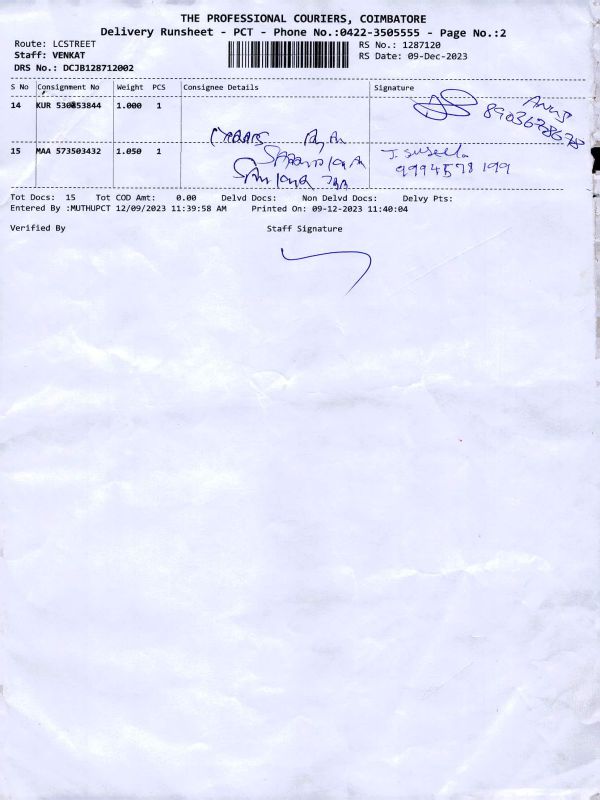 THE PROFESSIONAL COURIERS, COIMBATORE
Delivery Runsheet - PCT - Phone No.:0422-3505555 - Page No.:2
Route: LCSTREET
RS No.: 1287120
Staff: VENKAT
RS Date: 09-Dec-2023
DRS No.: DCJB128712002
S No Consignment No Weight PCS Consignee Details Signature
14 KUR 530853844 1.000 1
15 MAA 573503432 1.050 1
J. Suseela
9994578199
Tot Docs: 15 Tot COD Amt: 0.00 Delvd Docs: Non Delvd Docs: Delvy Pts:
Entered By :MUTHUPCT 12/09/2023 11:39:58 AM Printed On: 09-12-2023 11:40:04
Verified By Staff Signature